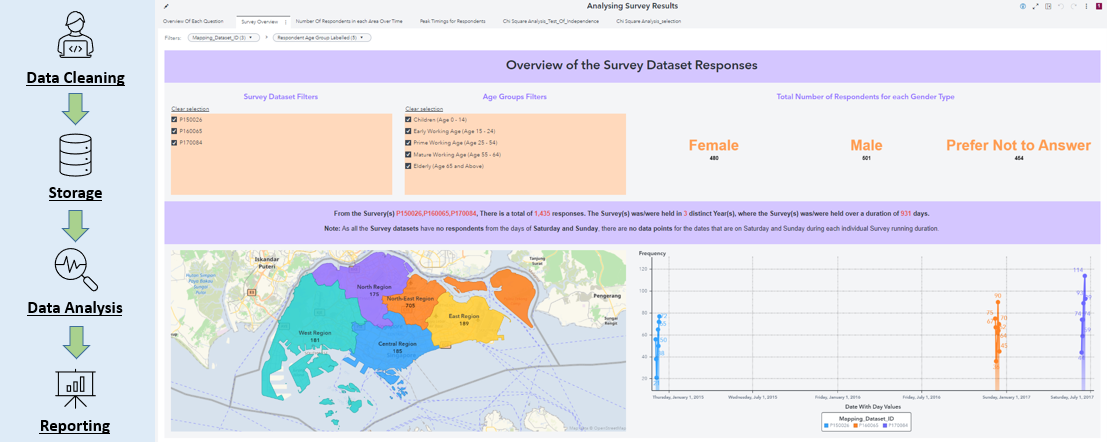 Data Cleaning
Storage
Data Analysis
Reporting
Analysing Survey Results
Overview Of Each Question
Survey Overview
Number Of Respondents in each Area Over Time
Peak Timings for Respondents
Chi Square Analysis_Test_Of_Independence
Chi Square Analysis_selection
Filters:
Mapping_Dataset_ID (3)
Respondent Age Group Labelled (5)
Overview of the Survey Dataset Responses
Survey Dataset Filters
Clear selection
P150026
P160065
P170084
Age Groups Filters
Clear selection
Children (Age 0 - 14)
Early Working Age (Age 15 - 24)
Prime Working Age (Age 25 - 54)
Mature Working Age (Age 55 - 64)
Elderly (Age 65 and Above)
Total Number of Respondents for each Gender Type
Female
480
Male
501
Prefer Not to Answer
454
From the Survery(s) P150026,P160065,P170084, There is a total of 1,435 responses. The Survey(s) was/were held in 3 distinct Year(s), where the Survey(s) was/were held over a duration of 931 days.
Note: As all the Survey datasets have no respondents from the days of Saturday and Sunday, there are no data points for the dates that are on Saturday and Sunday during each individual Survey running duration.
Iskandar
Puteri
Pengerang
North Region
175
North-East Region
705
East Region
189
West Region
181
Central Region
185
Frequency
120
100
80
60
40
20
114
90
Thursday, January 1, 2015
Wednesday, July 1, 2015
Friday, January 1, 2016
Friday, July 1, 2016
Sunday, January 1, 2017
Saturday, July 1, 2017
Date With Day Values
Mapping_Dataset_ID
P150026
P160065
P170084